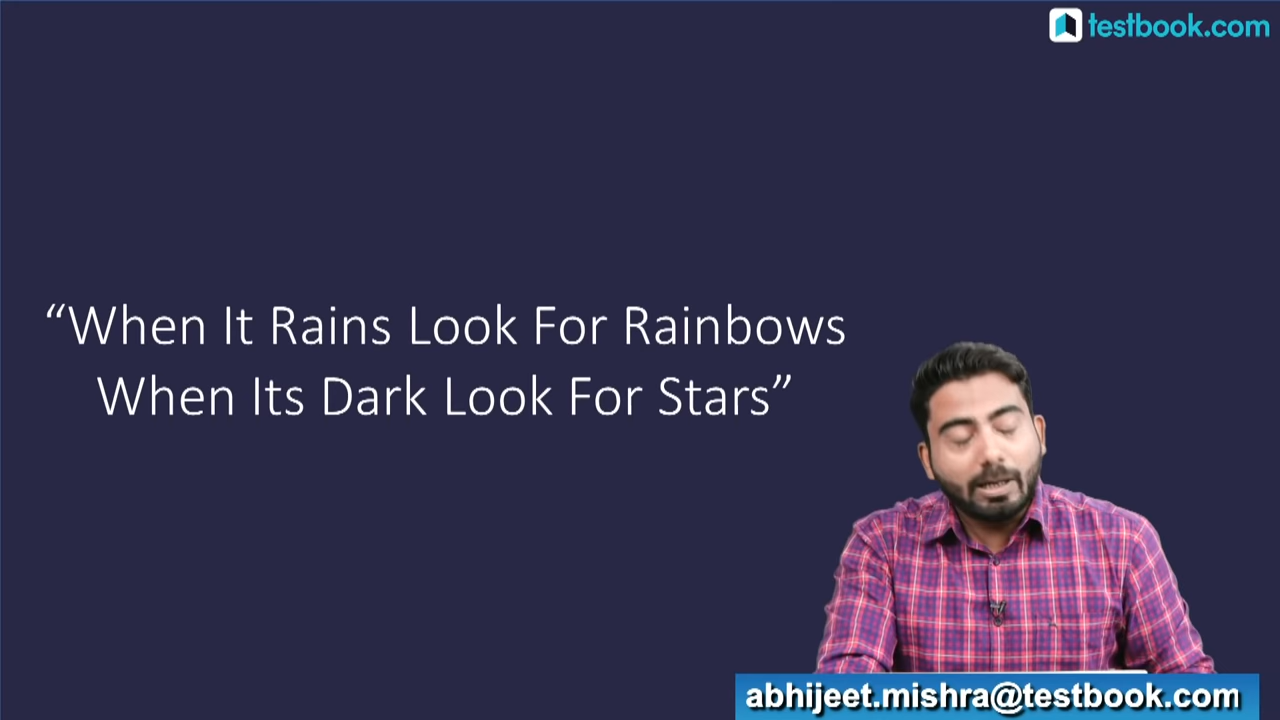 testbook.com
“When It Rains Look For Rainbows
When Its Dark Look For Stars”
abhijeet.mishra@testbook.com